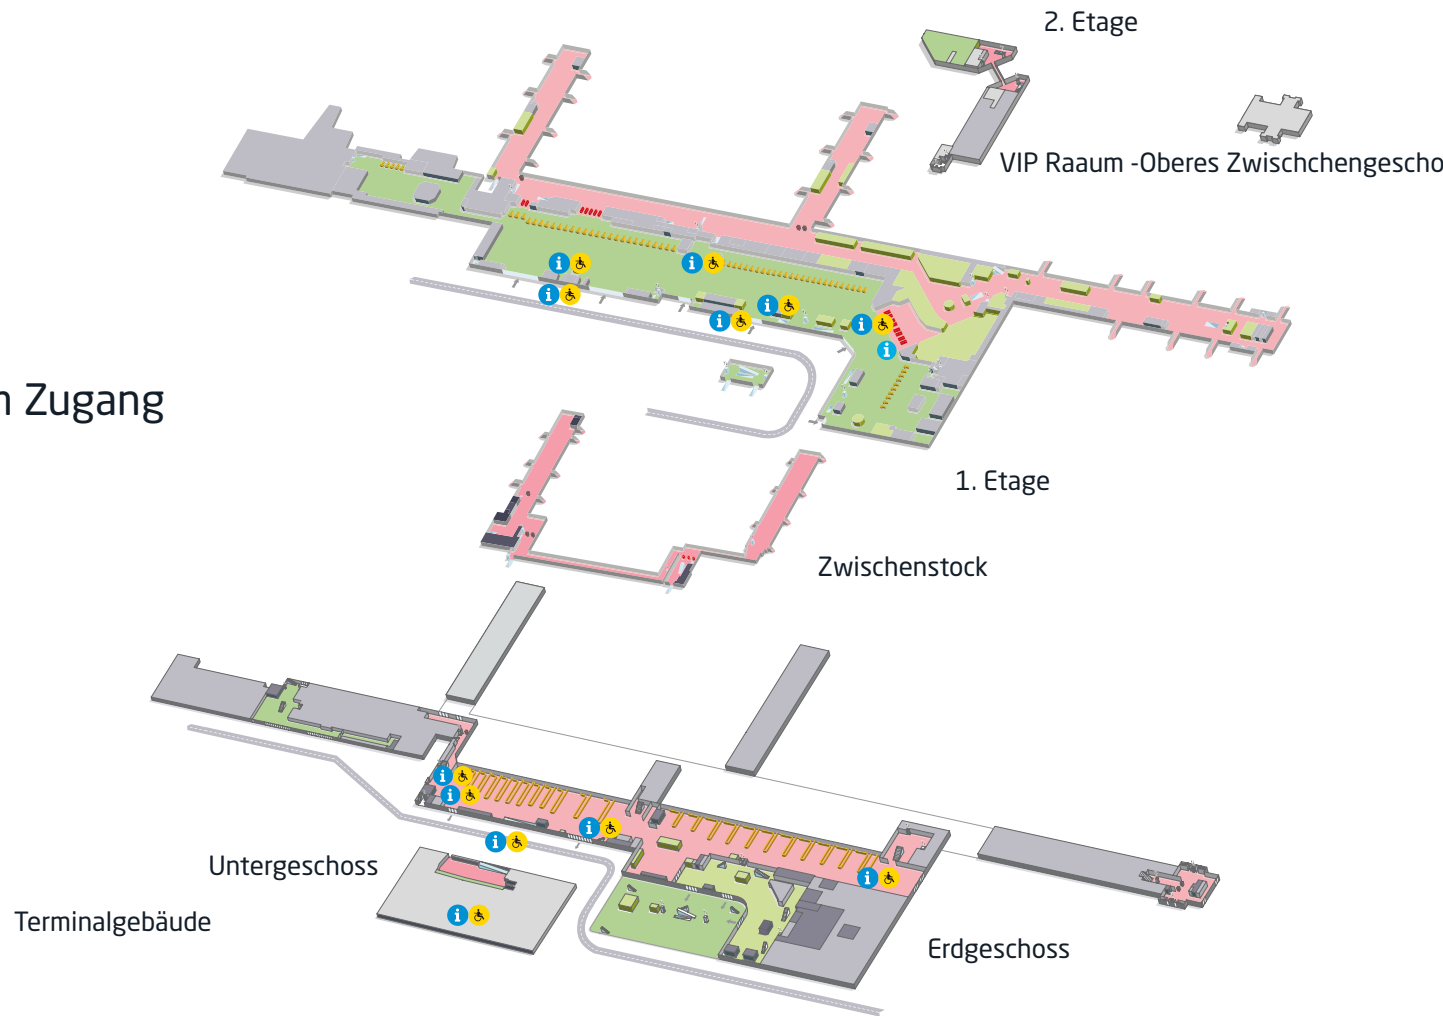 2. Etage
VIP Raaum -Oberes Zwischchengescho
n Zugang
1. Etage
Zwischenstock
Untergeschoss
Terminalgebäude
Erdgeschoss